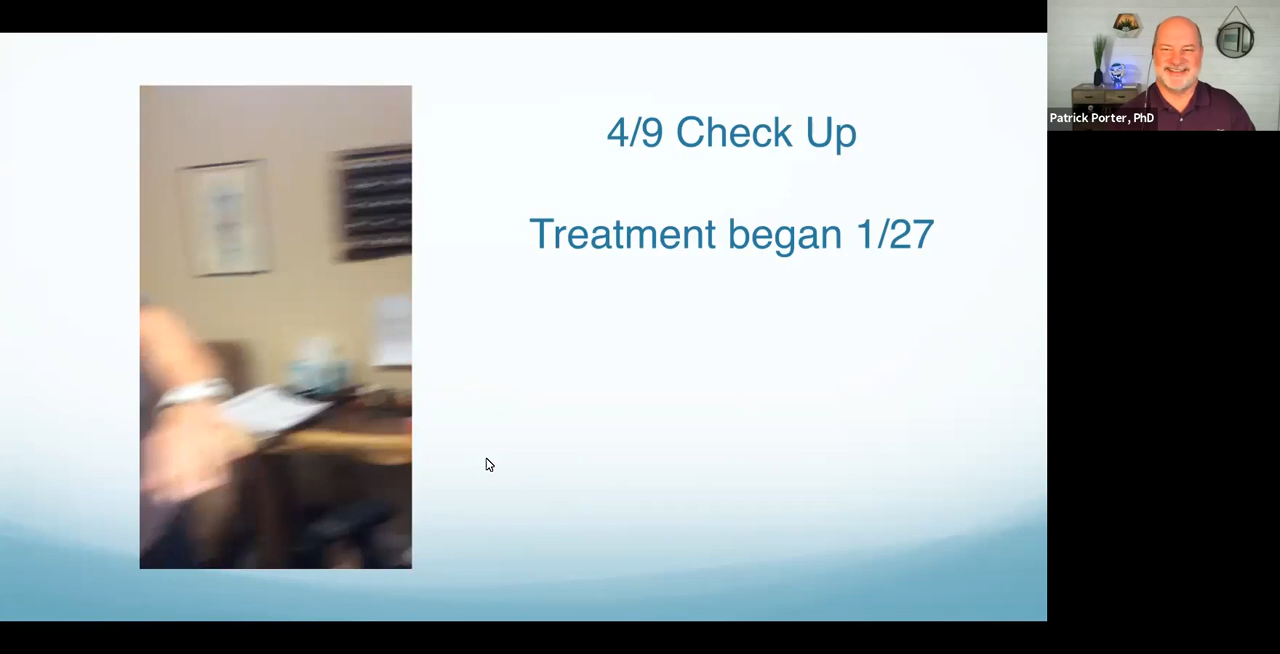 4/9 Check Up
Treatment began 1/27
Patrick Porter, PhD